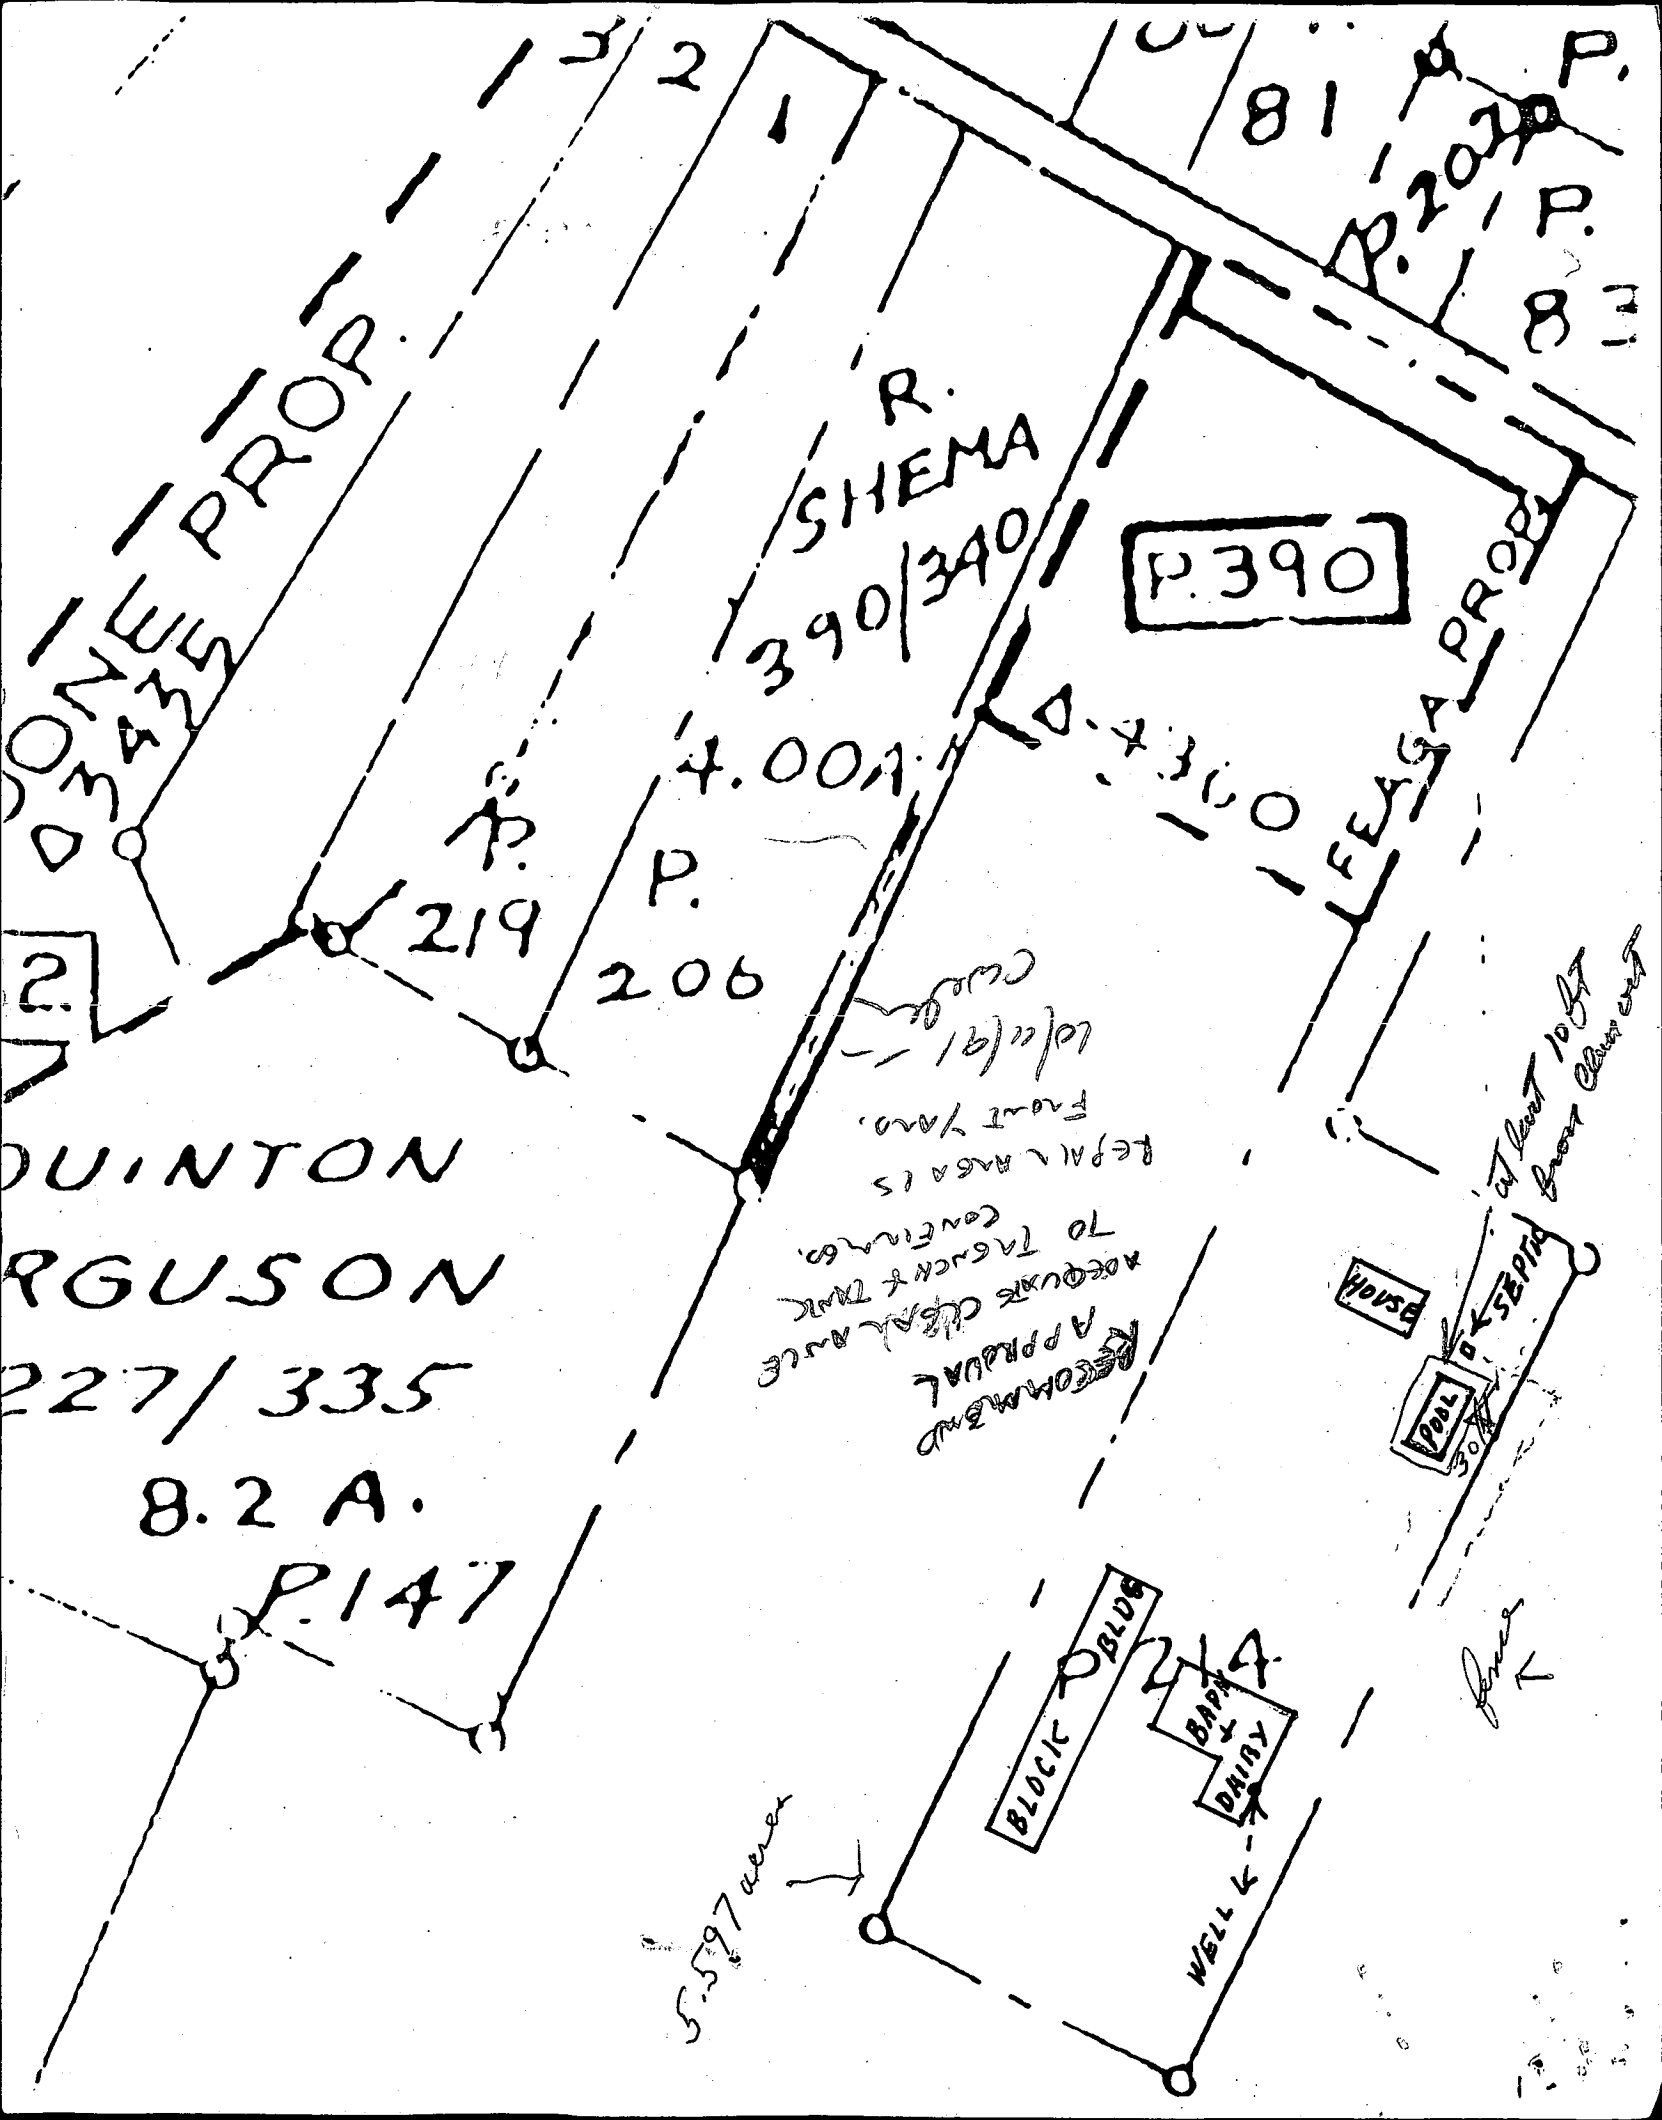 3
2
1
81
P.
P. 202
P.
83
ONE PROP.
03435
R.
SHEMA
390/340
4.00A.
P.390
FEAGA PROP.
P.
219
P.
206
2.
QUINTON
RGUSON
227/335
8.2 A.
P.147
RECOMMEND
APPROVAL
ADEQUATE CLEARANCE
TO TRENCH & TANK
CONFIRMED.
REPAIR AREA IS
FRONT YARD.
at least 10 ft
from clean out
HOUSE
SEPTIC
POOL
30 ft
fence
BLOCK BLDG
P 214
BARN
+
DAIRY
WELL
5.597 acres